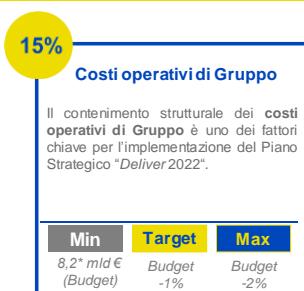 15%
Costi operativi di Gruppo
Il contenimento strutturale dei costi
operativi di Gruppo è uno dei fattori
chiave per l'implementazione del Piano
Strategico “Deliver 2022“.
Min Target Max
8,2* mld € Budget Budget
(Budget) -1% -2%